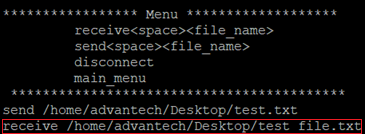 ***************** Menu *******************
receive<space><file_name>
send<space><file_name>
disconnect
main_menu
******************************************
send /home/advantech/Desktop/test.txt
receive /home/advantech/Desktop/test file.txt